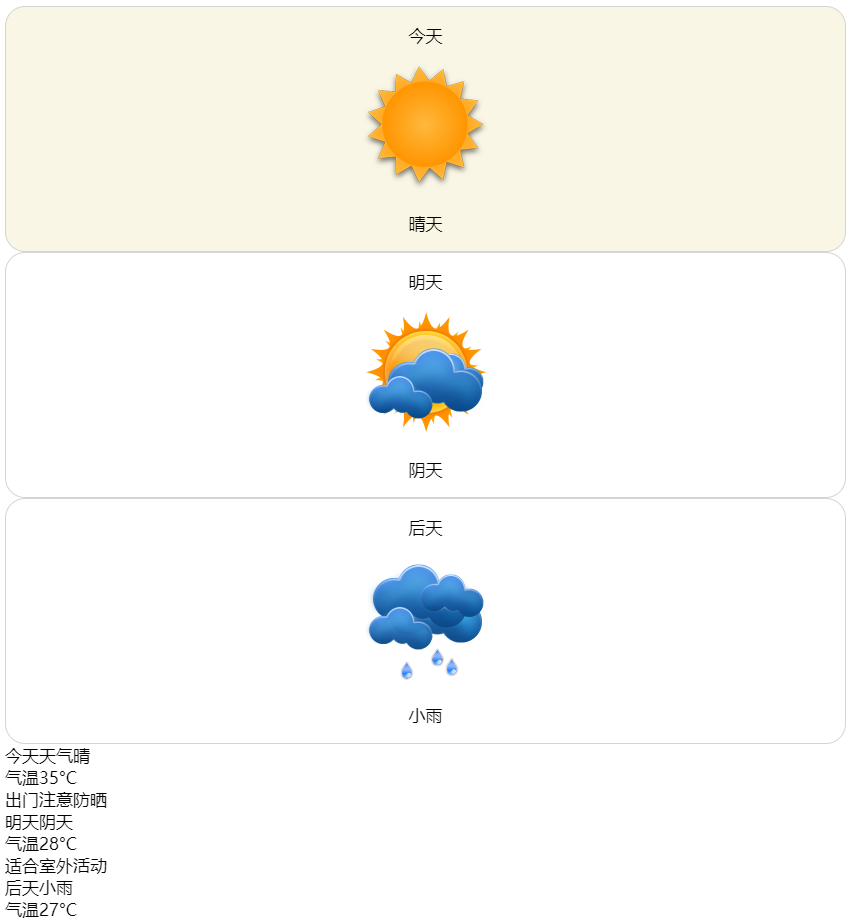 今天
晴天
明天
阴天
后天
小雨
今天天气晴
气温35°C
出门注意防晒
明天阴天
气温28°C
适合室外活动
后天小雨
气温27°C